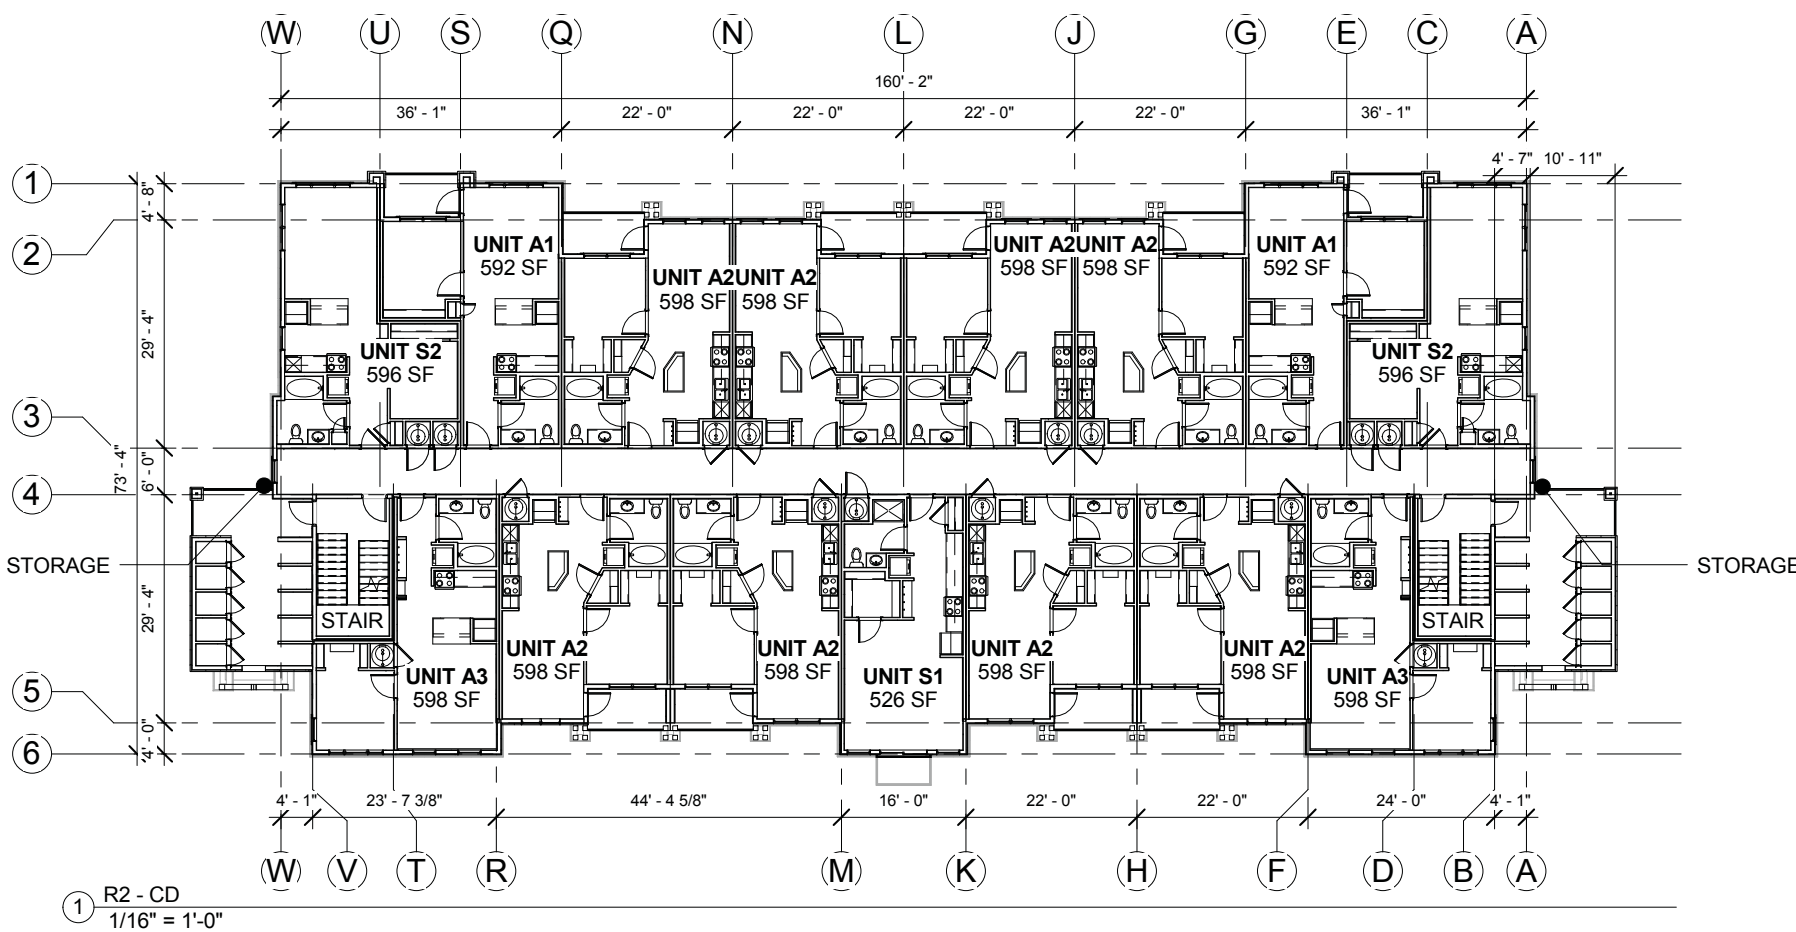 W U S Q N L J G E C A
160' - 2"
36' - 1" 22' - 0" 22' - 0" 22' - 0" 22' - 0" 36' - 1"
4' - 7" 10' - 11"
1
4' - 8"
2
UNIT A1
592 SF
UNIT A2
598 SF
UNIT A2
598 SF
UNIT A2
598 SF
UNIT A2
598 SF
UNIT A1
592 SF
29' - 4"
UNIT S2
596 SF
UNIT S2
596 SF
3
73' - 4"
6' - 0"
4
STORAGE
STORAGE
29' - 4"
STAIR
STAIR
UNIT A3
598 SF
UNIT A2
598 SF
UNIT A2
598 SF
UNIT S1
526 SF
UNIT A2
598 SF
UNIT A2
598 SF
UNIT A3
598 SF
5
4' - 0"
6
4' - 1" 23' - 7 3/8" 44' - 4 5/8" 16' - 0" 22' - 0" 22' - 0" 24' - 0" 4' - 1"
W V T R M K H F D B A
1 R2 - CD
1/16" = 1'-0"